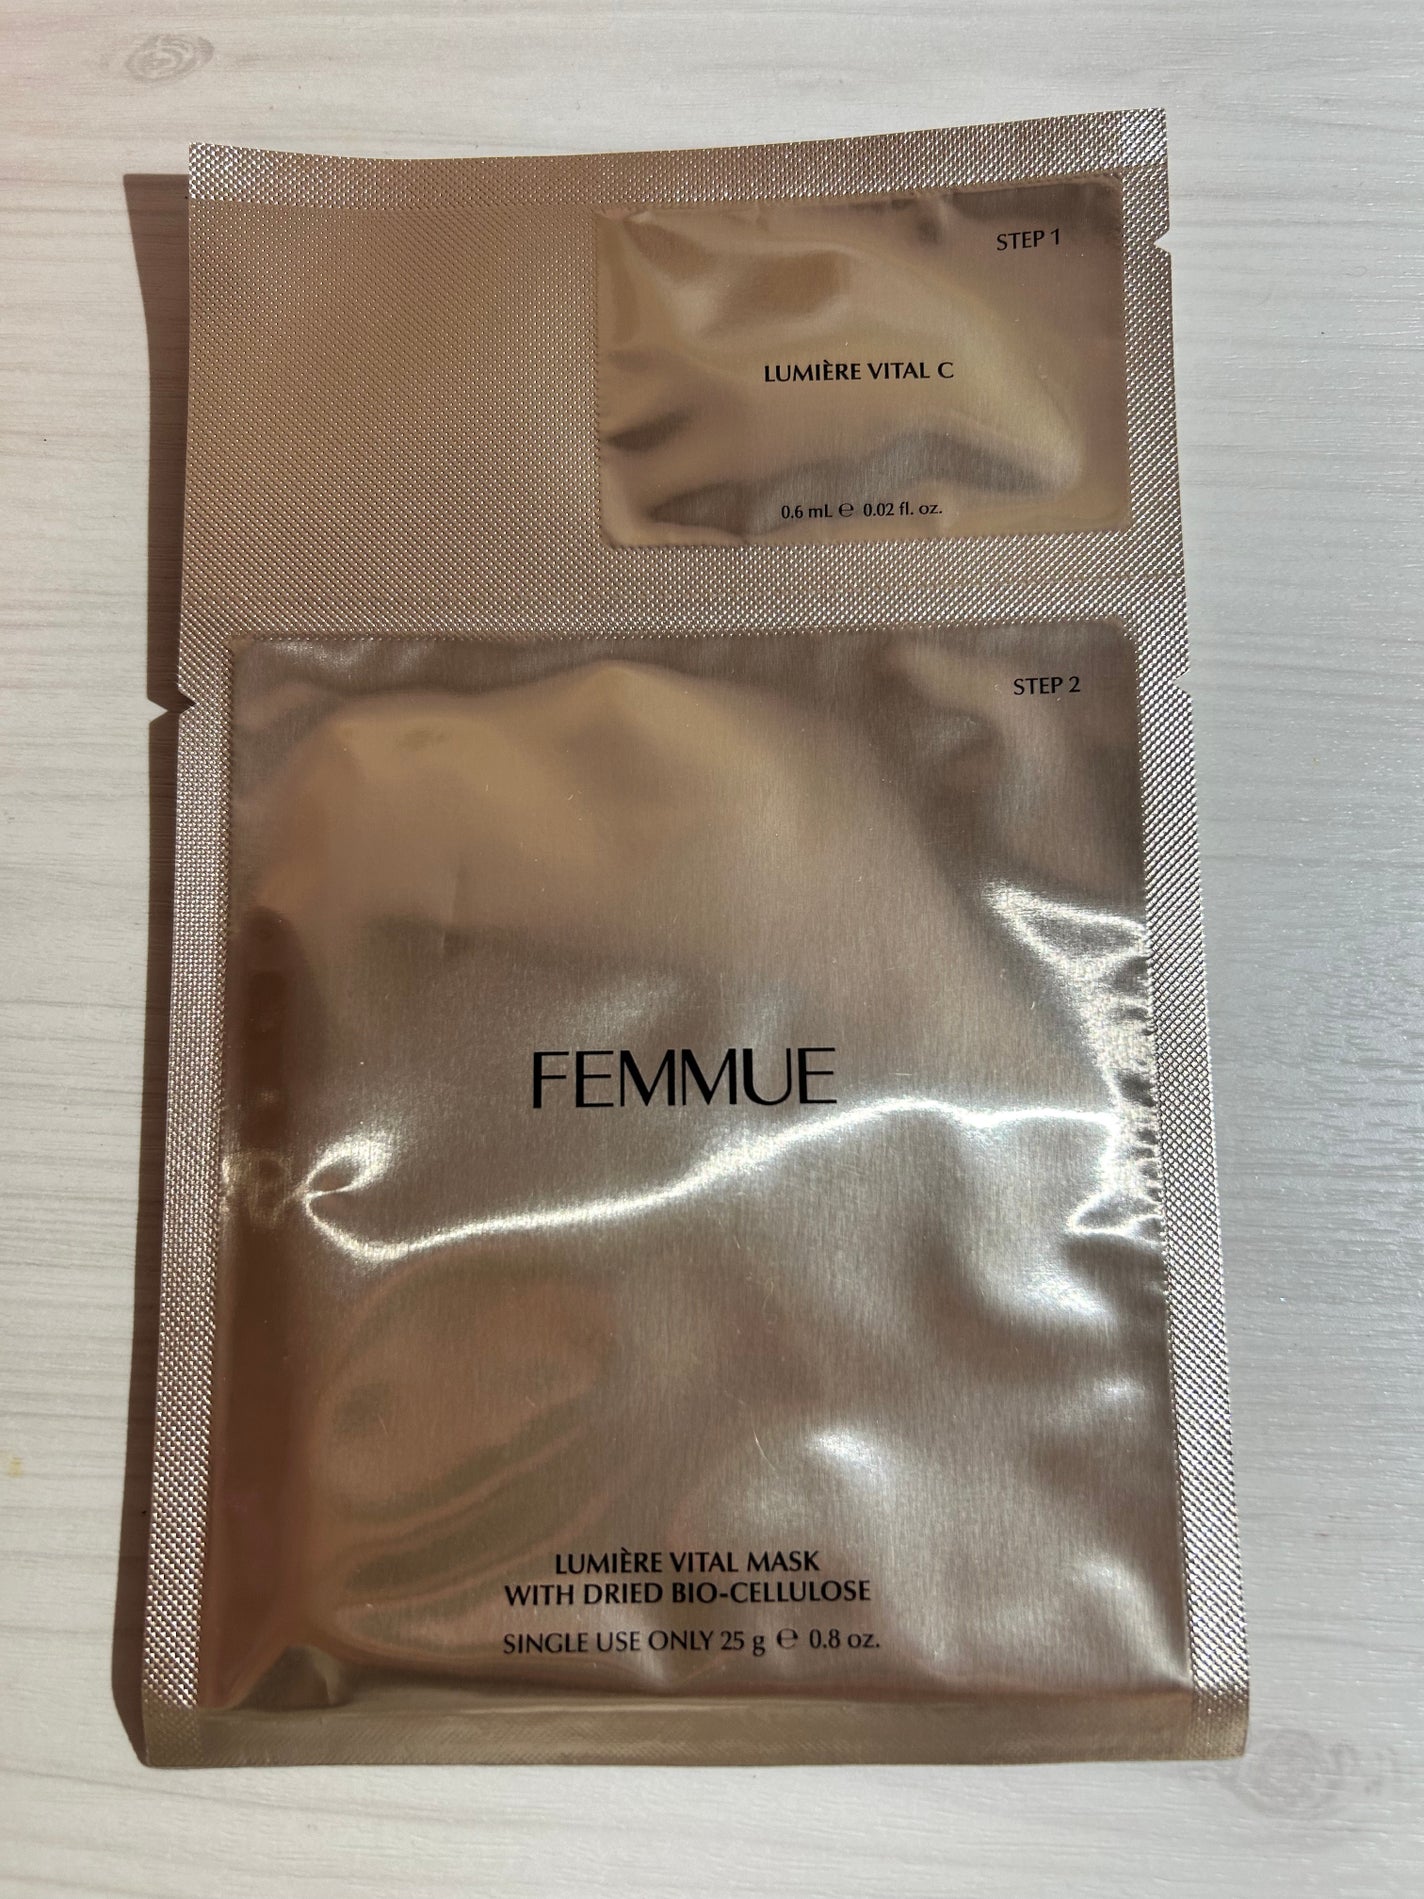 STEP 1
LUMIÈRE VITAL C
0.6 mL ℮ 0.02 fl. oz.
STEP 2
FEMMUE
LUMIÈRE VITAL MASK
WITH DRIED BIO-CELLULOSE
SINGLE USE ONLY 25 g ℮ 0.8 oz.